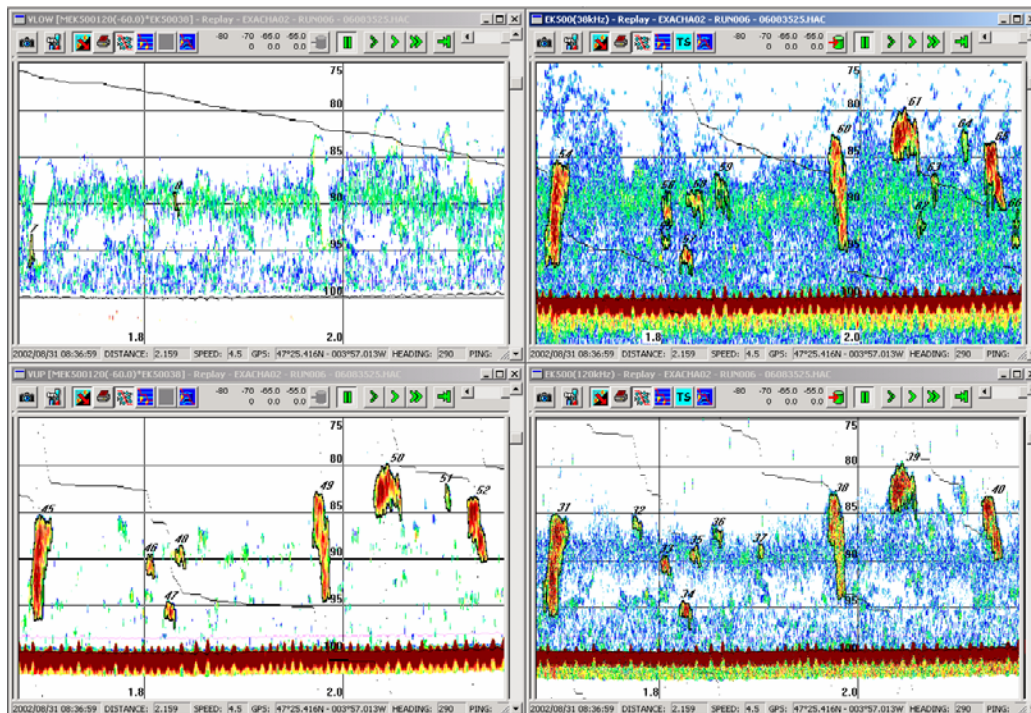 VLOW [MEK500120(-60.0)*EK50038] - Replay - EXACHA02 - RUN006 - 06083525.HAC
-80 -70 -65.0 -55.0
0 0.0 0.0
75
80
85
90
95
100
7
8
1.8 2.0
2002/08/31 08:36:59 DISTANCE: 2.159 SPEED: 4.5 GPS: 47°25.416N - 003°57.013W HEADING: 290 PING:
EK500(38kHz) - Replay - EXACHA02 - RUN006 - 06083525.HAC
-80 -70 -65.0 -55.0
0 0.0 0.0
TS
75
80
85
90
95
100
54
59
60
61
64
1.8 2.0
2002/08/31 08:36:59 DISTANCE: 2.159 SPEED: 4.5 GPS: 47°25.416N - 003°57.013W HEADING: 290 PING:
VUP [MEK500120(-60.0)*EK50038] - Replay - EXACHA02 - RUN006 - 06083525.HAC
-80 -70 -65.0 -55.0
0 0.0 0.0
75
80
85
90
95
100
45
46
47
48
49
50
51
52
1.8 2.0
2002/08/31 08:36:59 DISTANCE: 2.159 SPEED: 4.5 GPS: 47°25.416N - 003°57.013W HEADING: 290 PING:
EK500(120kHz) - Replay - EXACHA02 - RUN006 - 06083525.HAC
-80 -70 -65.0 -55.0
0 0.0 0.0
TS
75
80
85
90
95
100
31
32
34
35
36
37
38
39
40
1.8 2.0
2002/08/31 08:36:59 DISTANCE: 2.159 SPEED: 4.5 GPS: 47°25.416N - 003°57.013W HEADING: 290 PING: